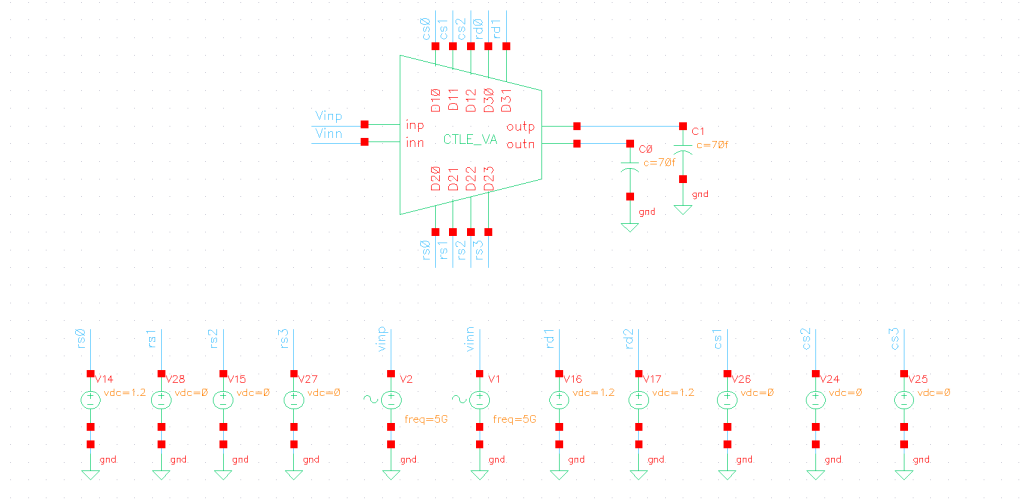 cs0 cs1 cs2 rd0 rd1
D10 D11 D12 D30 D31
Vinp
Vinn
inp
inn
CTLE_VA
outp
outn
C1
c=70f
gnd
C0
c=70f
gnd
D20 D21 D22 D23
rs0 rs1 rs2 rs3
rs0 rs1 rs2 rs3 vinp vinn rd1 rd2 cs1 cs2 cs3
V14 V28 V15 V27 V2 V1 V16 V17 V26 V24 V25
vdc=1.2 vdc=0 vdc=0 vdc=0 vdc=1.2 vdc=1.2 vdc=0 vdc=0 vdc=0
freq=5G freq=5G
gnd gnd gnd gnd gnd gnd gnd gnd gnd gnd gnd